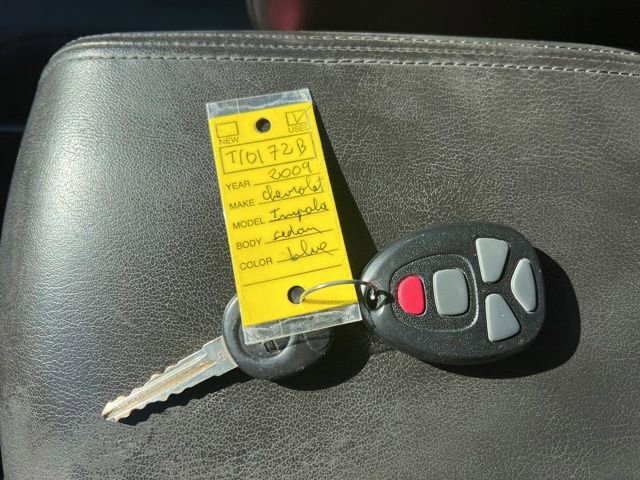 NEW USED
T10172B
YEAR 2009
MAKE Chevrolet
MODEL Impala
BODY sedan
COLOR blue